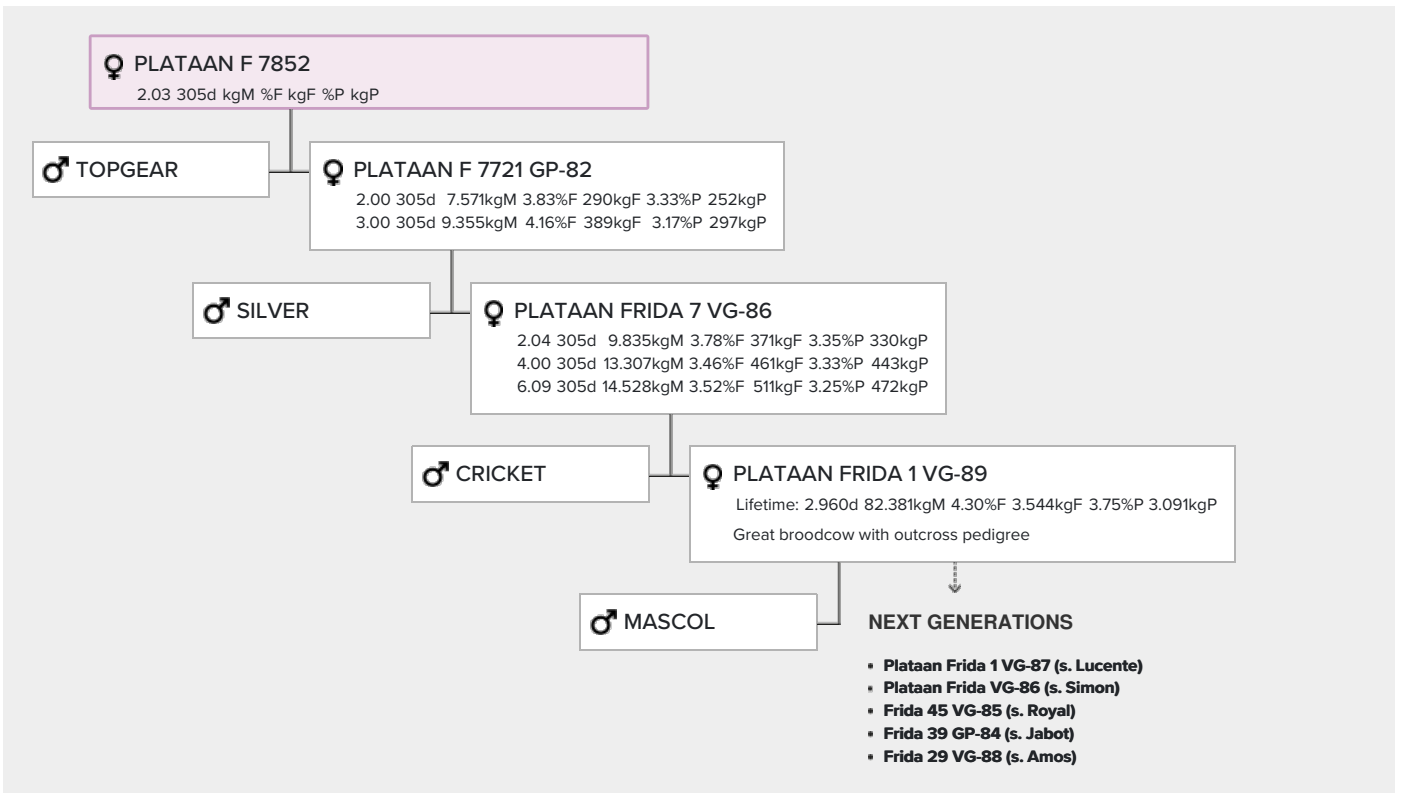 PLATAAN F 7852
2.03 305d kgM %F kgF %P kgP
TOPGEAR
PLATAAN F 7721 GP-82
2.00 305d 7.571kgM 3.83%F 290kgF 3.33%P 252kgP
3.00 305d 9.355kgM 4.16%F 389kgF 3.17%P 297kgP
SILVER
PLATAAN FRIDA 7 VG-86
2.04 305d 9.835kgM 3.78%F 371kgF 3.35%P 330kgP
4.00 305d 13.307kgM 3.46%F 461kgF 3.33%P 443kgP
6.09 305d 14.528kgM 3.52%F 511kgF 3.25%P 472kgP
CRICKET
PLATAAN FRIDA 1 VG-89
Lifetime: 2.960d 82.381kgM 4.30%F 3.544kgF 3.75%P 3.091kgP
Great broodcow with outcross pedigree
MASCOL
NEXT GENERATIONS
• Plataan Frida 1 VG-87 (s. Lucente)
• Plataan Frida VG-86 (s. Simon)
• Frida 45 VG-85 (s. Royal)
• Frida 39 GP-84 (s. Jabot)
• Frida 29 VG-88 (s. Amos)